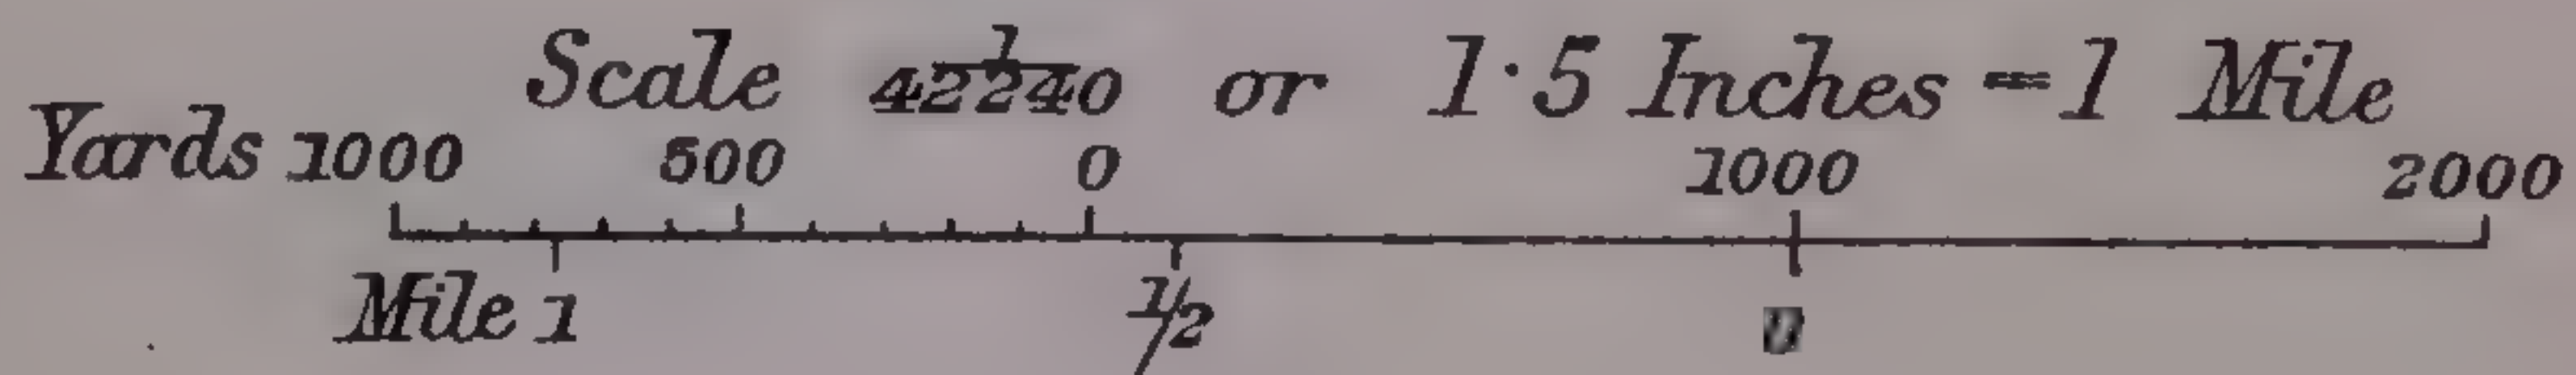 Scale 1/42240 or 1·5 Inches = 1 Mile
Yards 1000 500 0 1000 2000
Mile 1 1/2 0